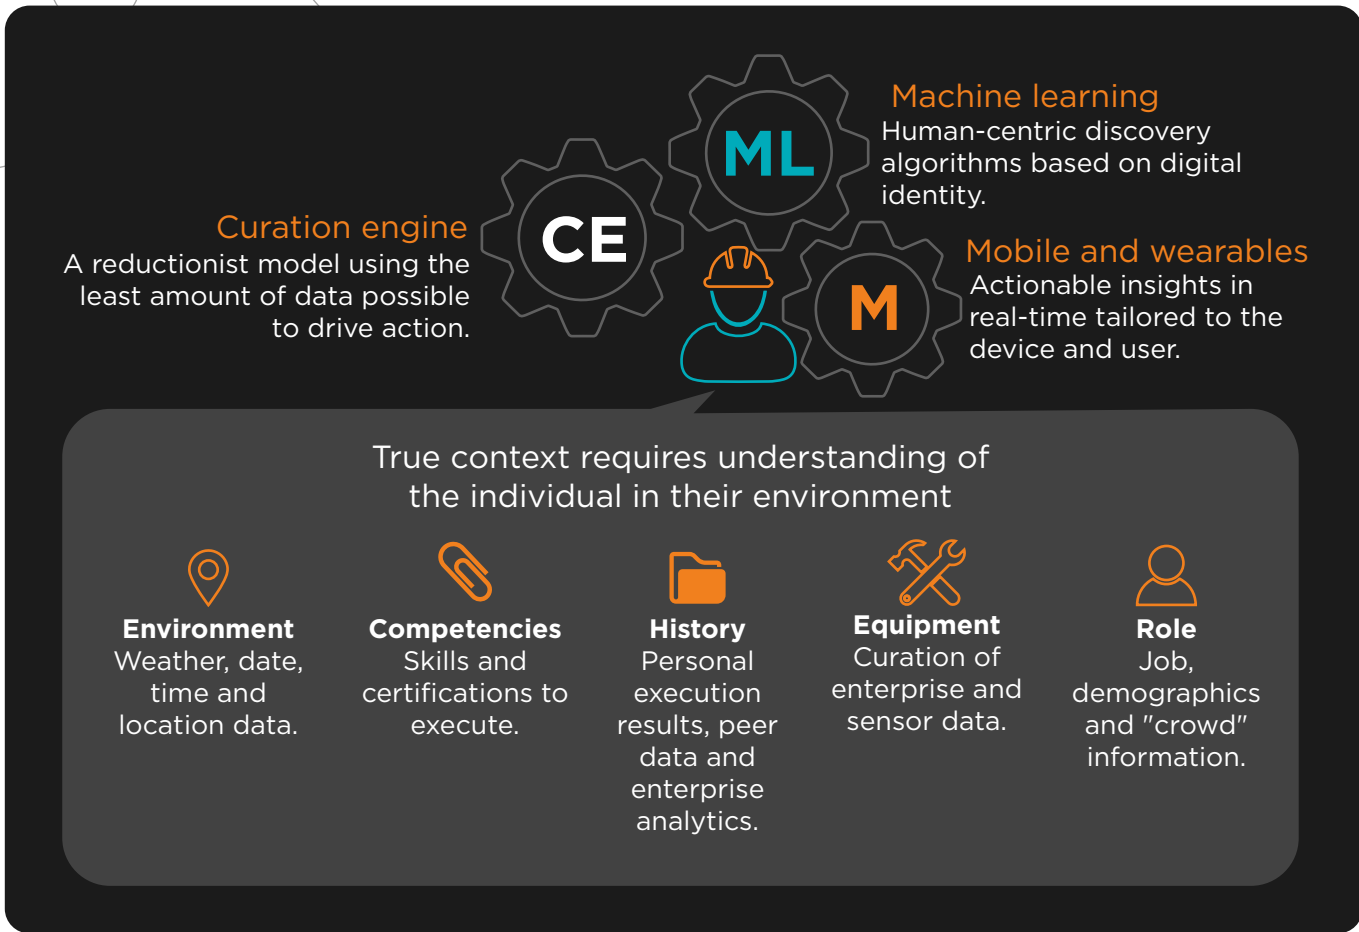 ML
Machine learning
Human-centric discovery
algorithms based on digital
identity.
CE
Curation engine
A reductionist model using the
least amount of data possible
to drive action.
M
Mobile and wearables
Actionable insights in
real-time tailored to the
device and user.
True context requires understanding of
the individual in their environment
Environment
Weather, date,
time and
location data.
Competencies
Skills and
certifications to
execute.
History
Personal
execution
results, peer
data and
enterprise
analytics.
Equipment
Curation of
enterprise and
sensor data.
Role
Job,
demographics
and "crowd"
information.